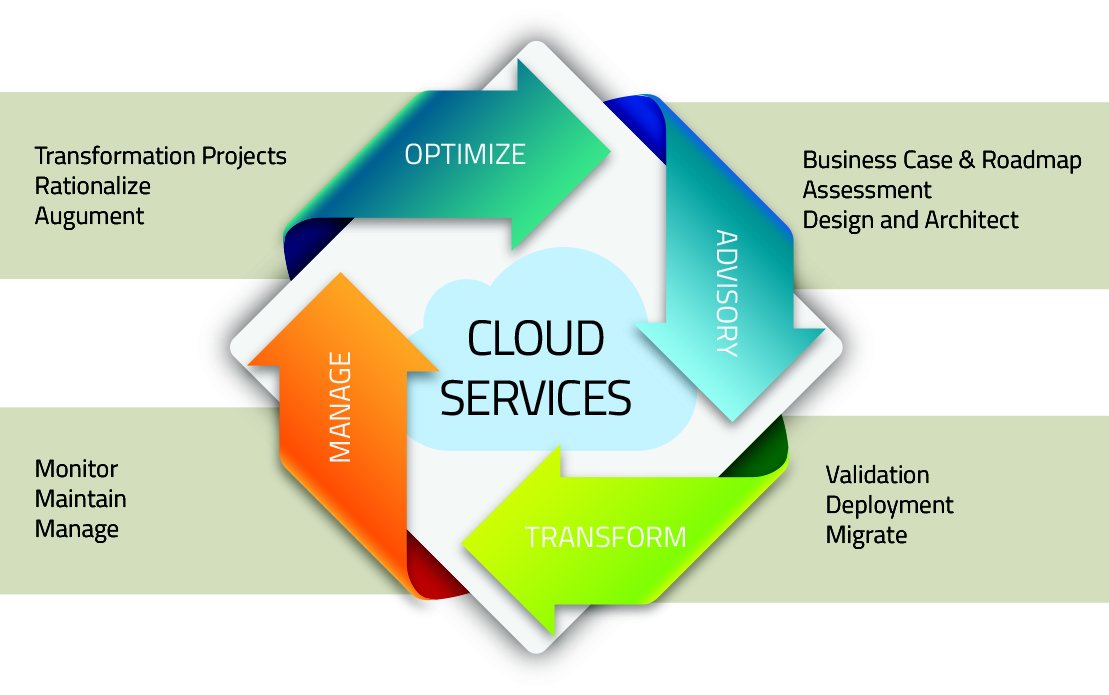 OPTIMIZE
Transformation Projects
Rationalize
Augument
Business Case & Roadmap
Assessment
Design and Architect
ADVISORY
CLOUD
SERVICES
MANAGE
Monitor
Maintain
Manage
TRANSFORM
Validation
Deployment
Migrate